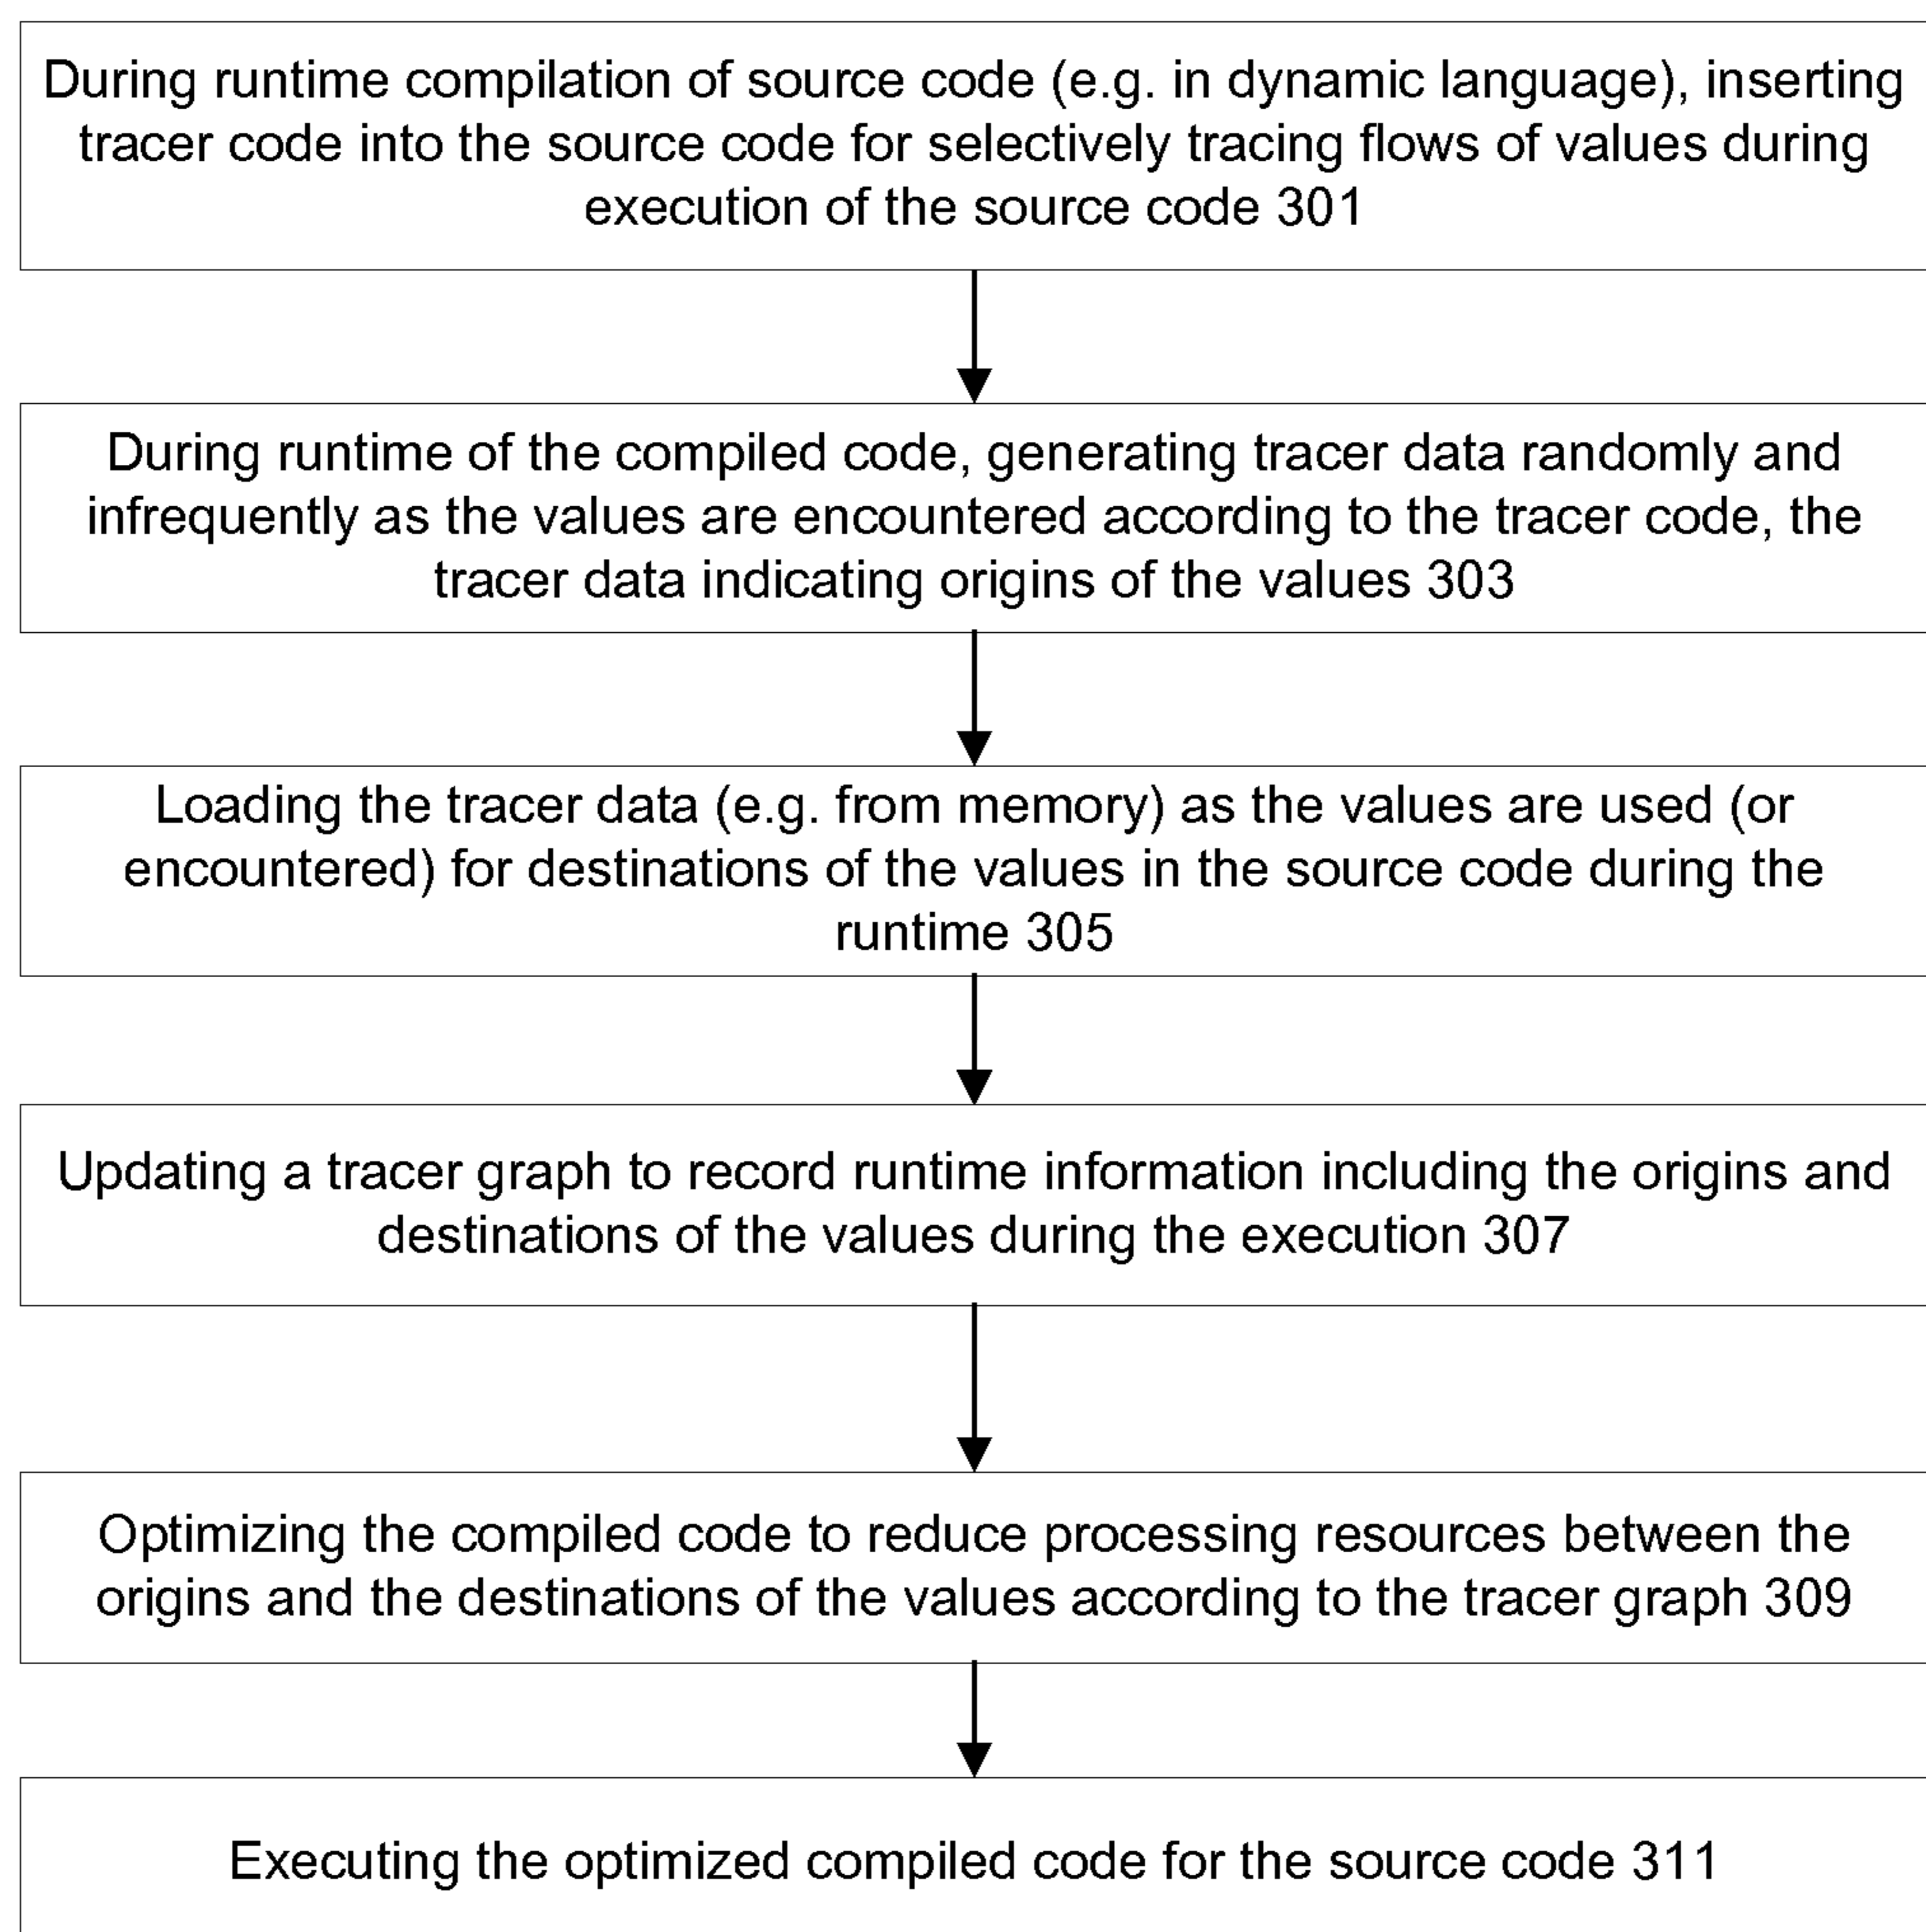 During runtime compilation of source code (e.g. in dynamic language), inserting
tracer code into the source code for selectively tracing flows of values during
execution of the source code 301
During runtime of the compiled code, generating tracer data randomly and
infrequently as the values are encountered according to the tracer code, the
tracer data indicating origins of the values 303
Loading the tracer data (e.g. from memory) as the values are used (or
encountered) for destinations of the values in the source code during the
runtime 305
Updating a tracer graph to record runtime information including the origins and
destinations of the values during the execution 307
Optimizing the compiled code to reduce processing resources between the
origins and the destinations of the values according to the tracer graph 309
Executing the optimized compiled code for the source code 311